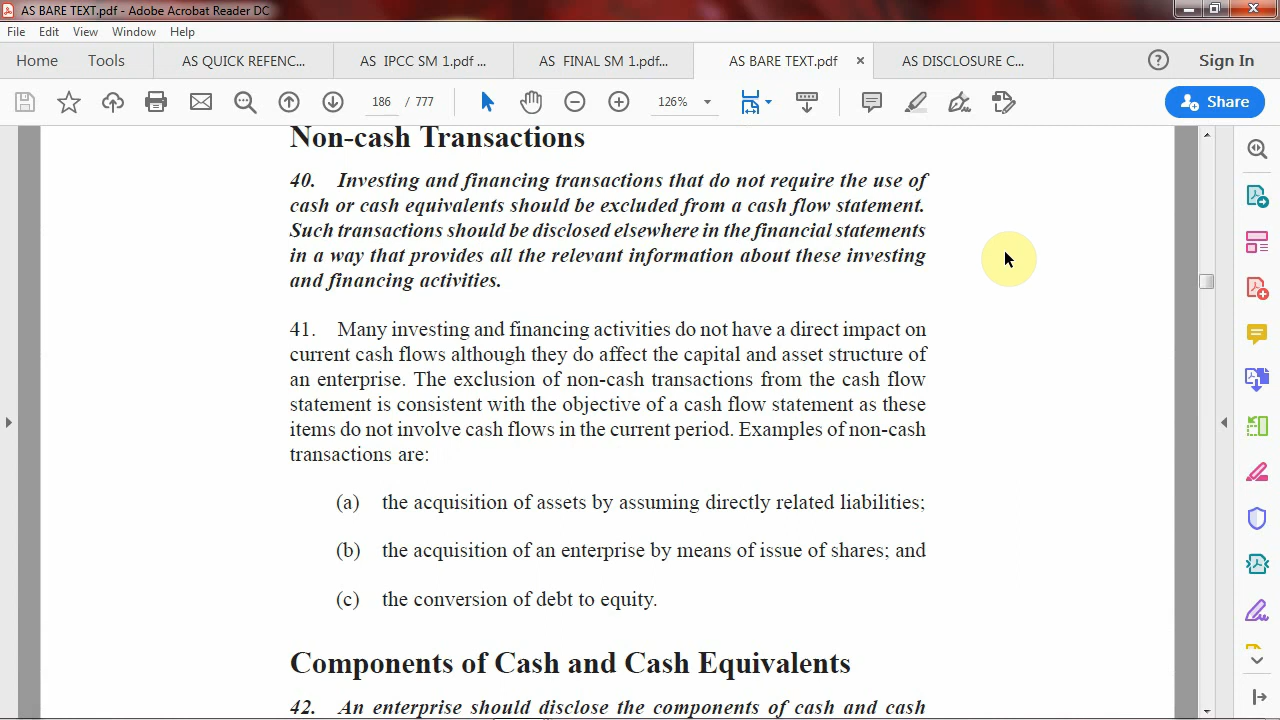 AS BARE TEXT.pdf - Adobe Acrobat Reader DC
File Edit View Window Help
Home Tools AS QUICK REFENC... AS IPCC SM 1.pdf ... AS FINAL SM 1.pdf... AS BARE TEXT.pdf × AS DISCLOSURE C... ? Sign In
186 / 777 126% Share
Non-cash Transactions
40. Investing and financing transactions that do not require the use of
cash or cash equivalents should be excluded from a cash flow statement.
Such transactions should be disclosed elsewhere in the financial statements
in a way that provides all the relevant information about these investing
and financing activities.
41. Many investing and financing activities do not have a direct impact on
current cash flows although they do affect the capital and asset structure of
an enterprise. The exclusion of non-cash transactions from the cash flow
statement is consistent with the objective of a cash flow statement as these
items do not involve cash flows in the current period. Examples of non-cash
transactions are:
(a) the acquisition of assets by assuming directly related liabilities;
(b) the acquisition of an enterprise by means of issue of shares; and
(c) the conversion of debt to equity.
Components of Cash and Cash Equivalents
42. An enterprise should disclose the components of cash and cash